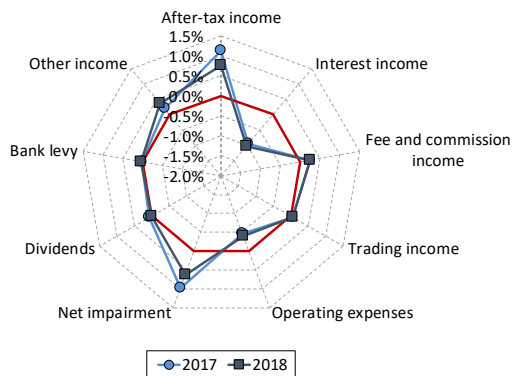 After-tax income
1.5%
1.0%
0.5%
0.0%
-0.5%
-1.0%
-1.5%
-2.0%
Interest income
Fee and commission
income
Trading income
Operating expenses
Net impairment
Dividends
Bank levy
Other income
2017
2018